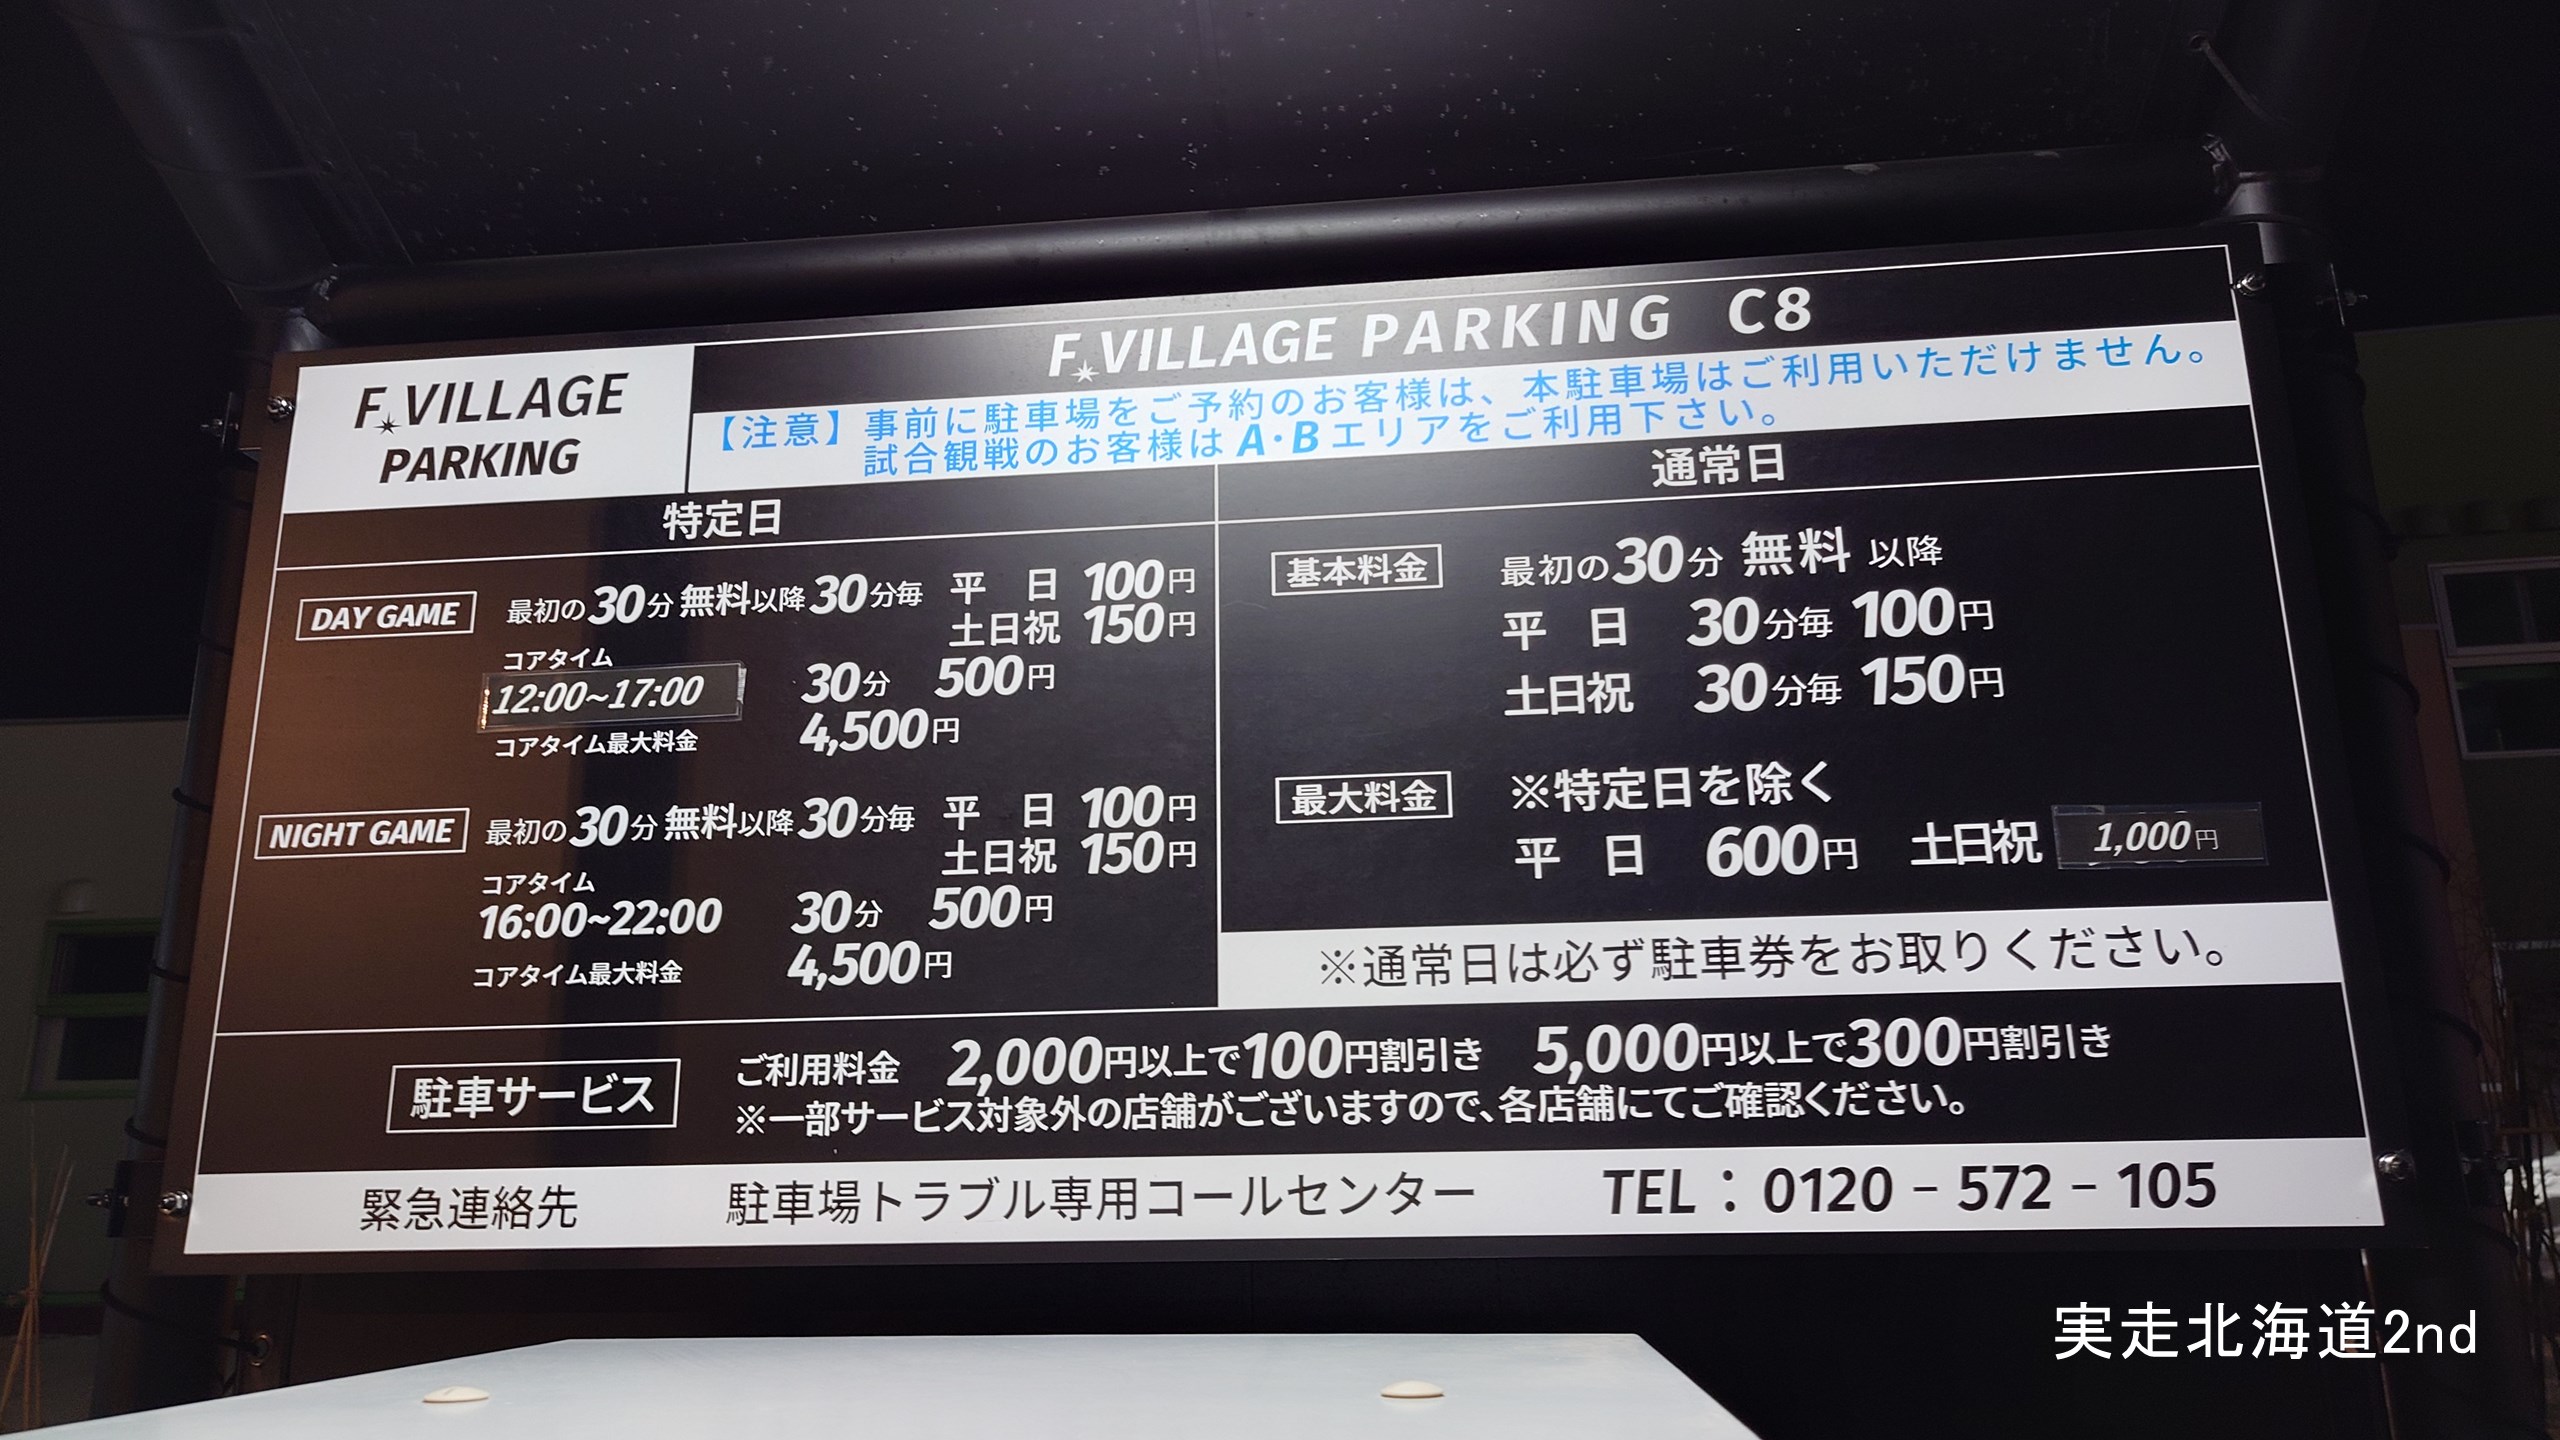 F VILLAGE PARKING C8
F VILLAGE
PARKING
【注意】事前に駐車場をご予約のお客様は、本駐車場はご利用いただけません。
試合観戦のお客様は A・B エリアをご利用下さい。
特定日
DAY GAME 最初の30分 無料以降30分毎 平 日 100円
土日祝 150円
コアタイム
12:00~17:00 30分 500円
コアタイム最大料金 4,500円
NIGHT GAME 最初の30分 無料以降30分毎 平 日 100円
土日祝 150円
コアタイム
16:00~22:00 30分 500円
コアタイム最大料金 4,500円
通常日
基本料金 最初の30分 無料 以降
平 日 30分毎 100円
土日祝 30分毎 150円
最大料金 ※特定日を除く
平 日 600円 土日祝 1,000円
※通常日は必ず駐車券をお取りください。
駐車サービス ご利用料金 2,000円以上で100円割引き 5,000円以上で300円割引き
※一部サービス対象外の店舗がございますので、各店舗にてご確認ください。
緊急連絡先 駐車場トラブル専用コールセンター TEL：0120-572-105
実走北海道2nd